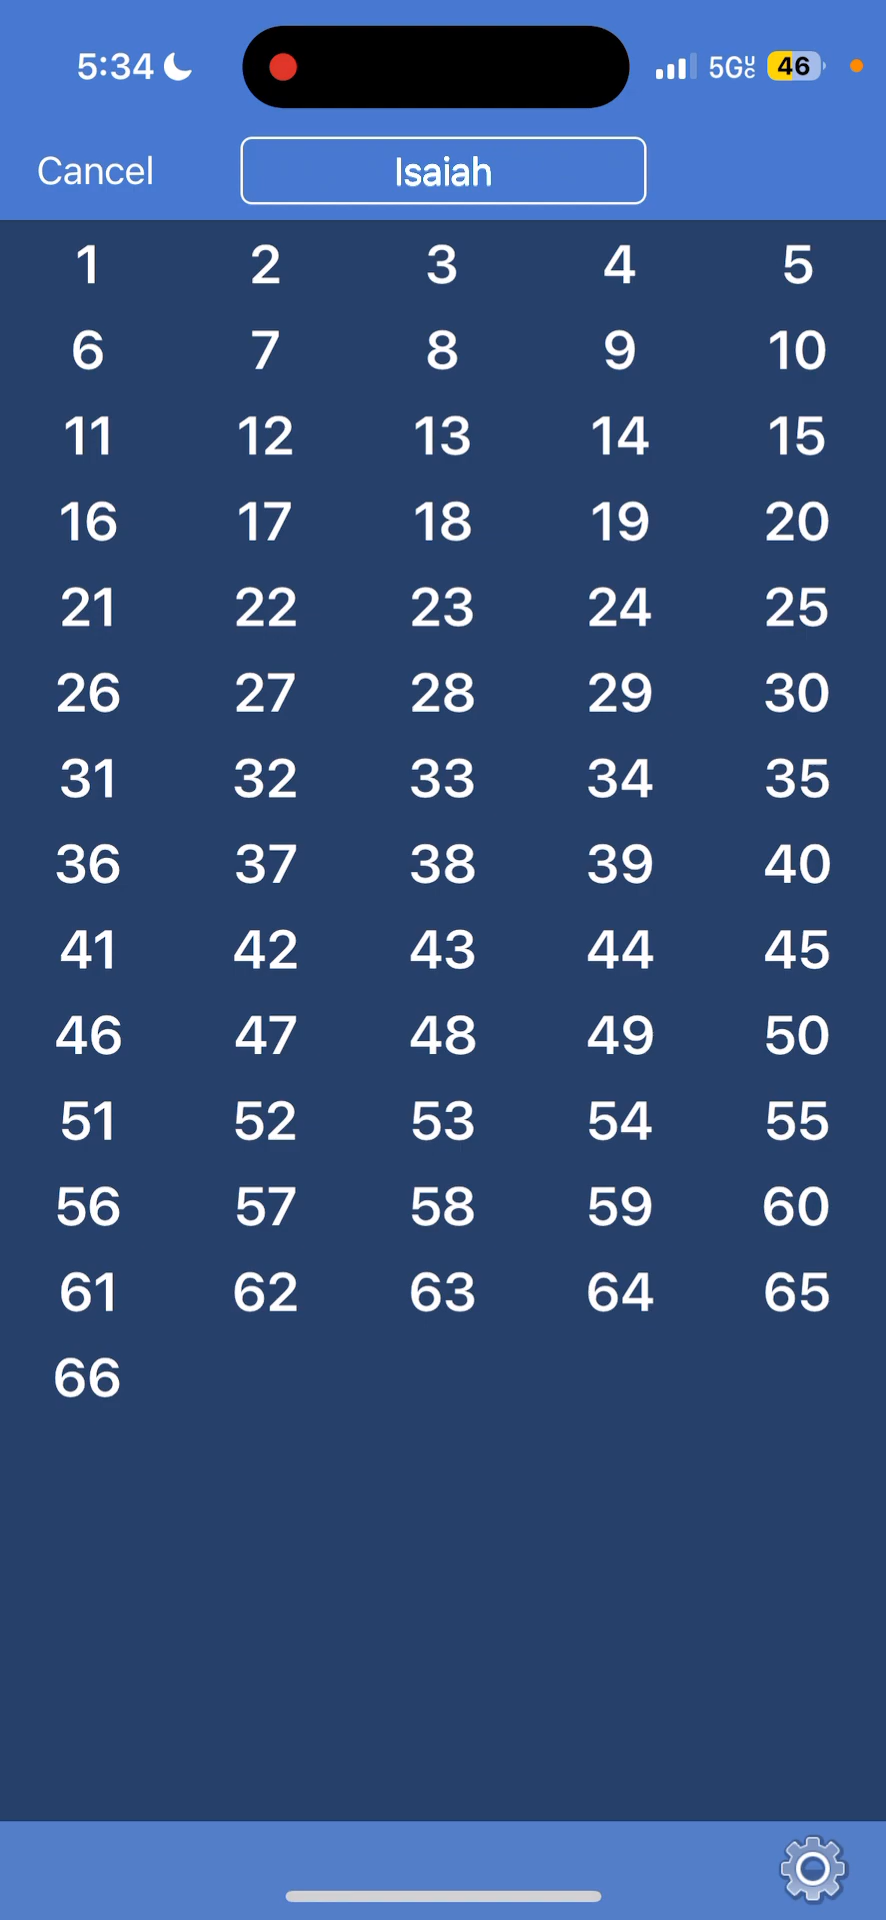 5:34 5GUC 46
Cancel Isaiah
1 2 3 4 5
6 7 8 9 10
11 12 13 14 15
16 17 18 19 20
21 22 23 24 25
26 27 28 29 30
31 32 33 34 35
36 37 38 39 40
41 42 43 44 45
46 47 48 49 50
51 52 53 54 55
56 57 58 59 60
61 62 63 64 65
66